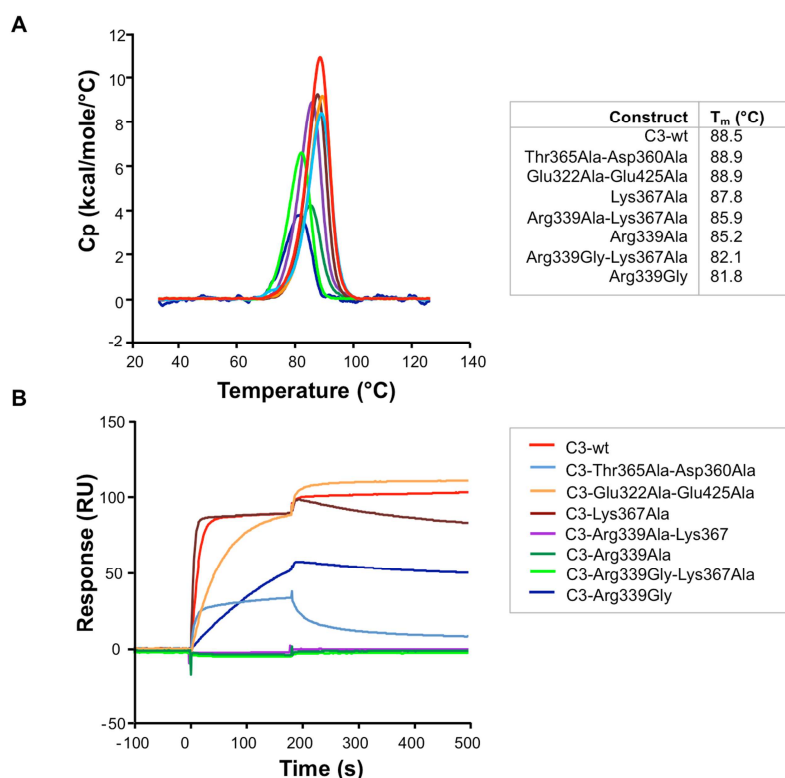 A
Cp (kcal/mole/°C)
12
10
8
6
4
2
0
-2
20
40
60
80
100
120
140
Temperature (°C)
Construct Tm (°C)
C3-wt 88.5
Thr365Ala-Asp360Ala 88.9
Glu322Ala-Glu425Ala 88.9
Lys367Ala 87.8
Arg339Ala-Lys367Ala 85.9
Arg339Ala 85.2
Arg339Gly-Lys367Ala 82.1
Arg339Gly 81.8
B
Response (RU)
150
100
50
0
-50
-100
0
100
200
300
400
500
Time (s)
C3-wt
C3-Thr365Ala-Asp360Ala
C3-Glu322Ala-Glu425Ala
C3-Lys367Ala
C3-Arg339Ala-Lys367
C3-Arg339Ala
C3-Arg339Gly-Lys367Ala
C3-Arg339Gly